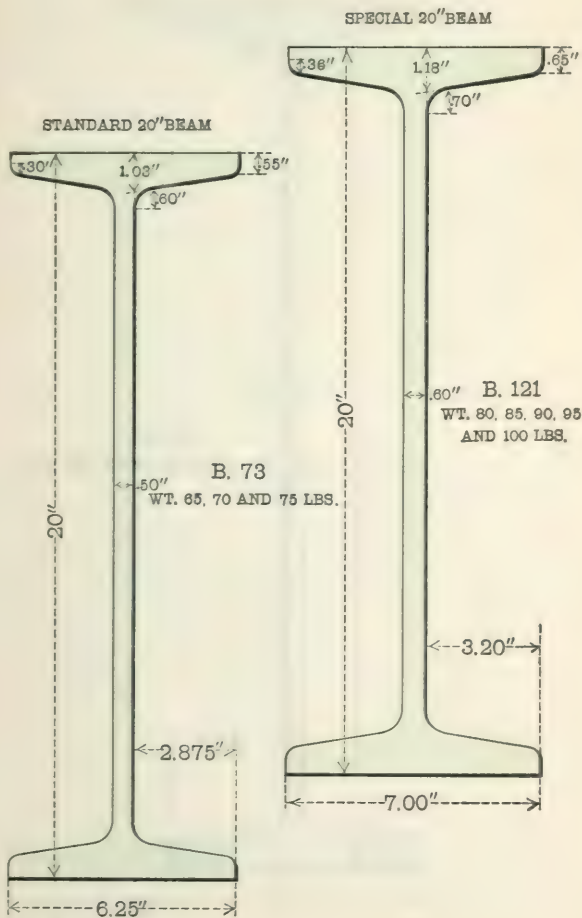 SPECIAL 20" BEAM
.36"
1.18"
.65"
.70"
20"
.60"
B. 121
WT. 80, 85, 90, 95
AND 100 LBS.
3.20"
7.00"
STANDARD 20" BEAM
.30"
1.03"
.55"
.60"
20"
.50"
B. 73
WT. 65, 70 AND 75 LBS.
2.875"
6.25"